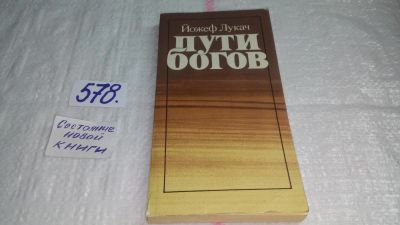 Йожеф Лукач
ПУТИ
БОГОВ
578.
Состояние
новой
книги